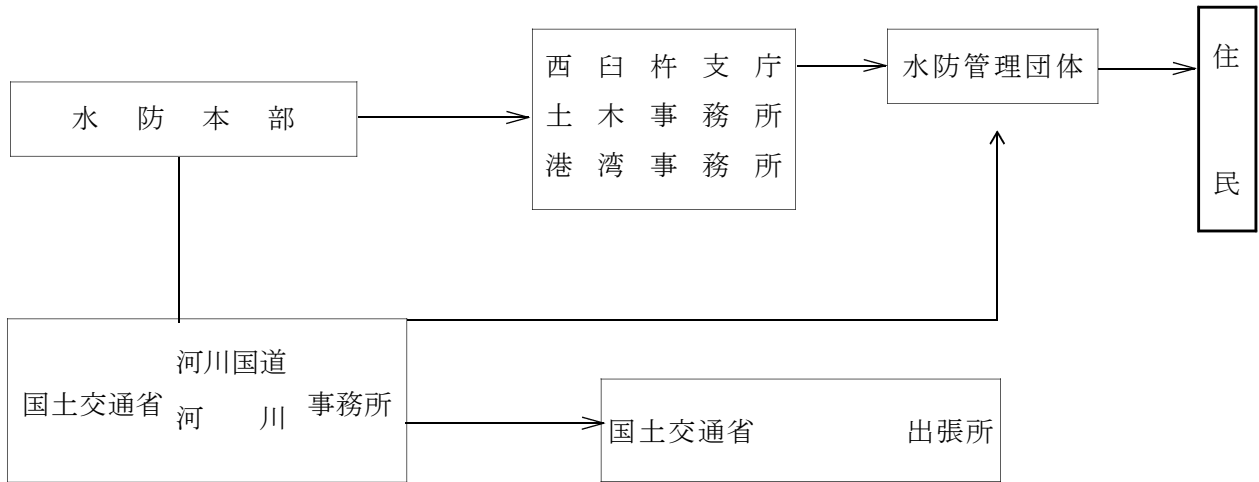 水防本部
西臼杵支庁
土木事務所
港湾事務所
水防管理団体
住民
国土交通省 河川国道 事務所
河川
国土交通省 出張所